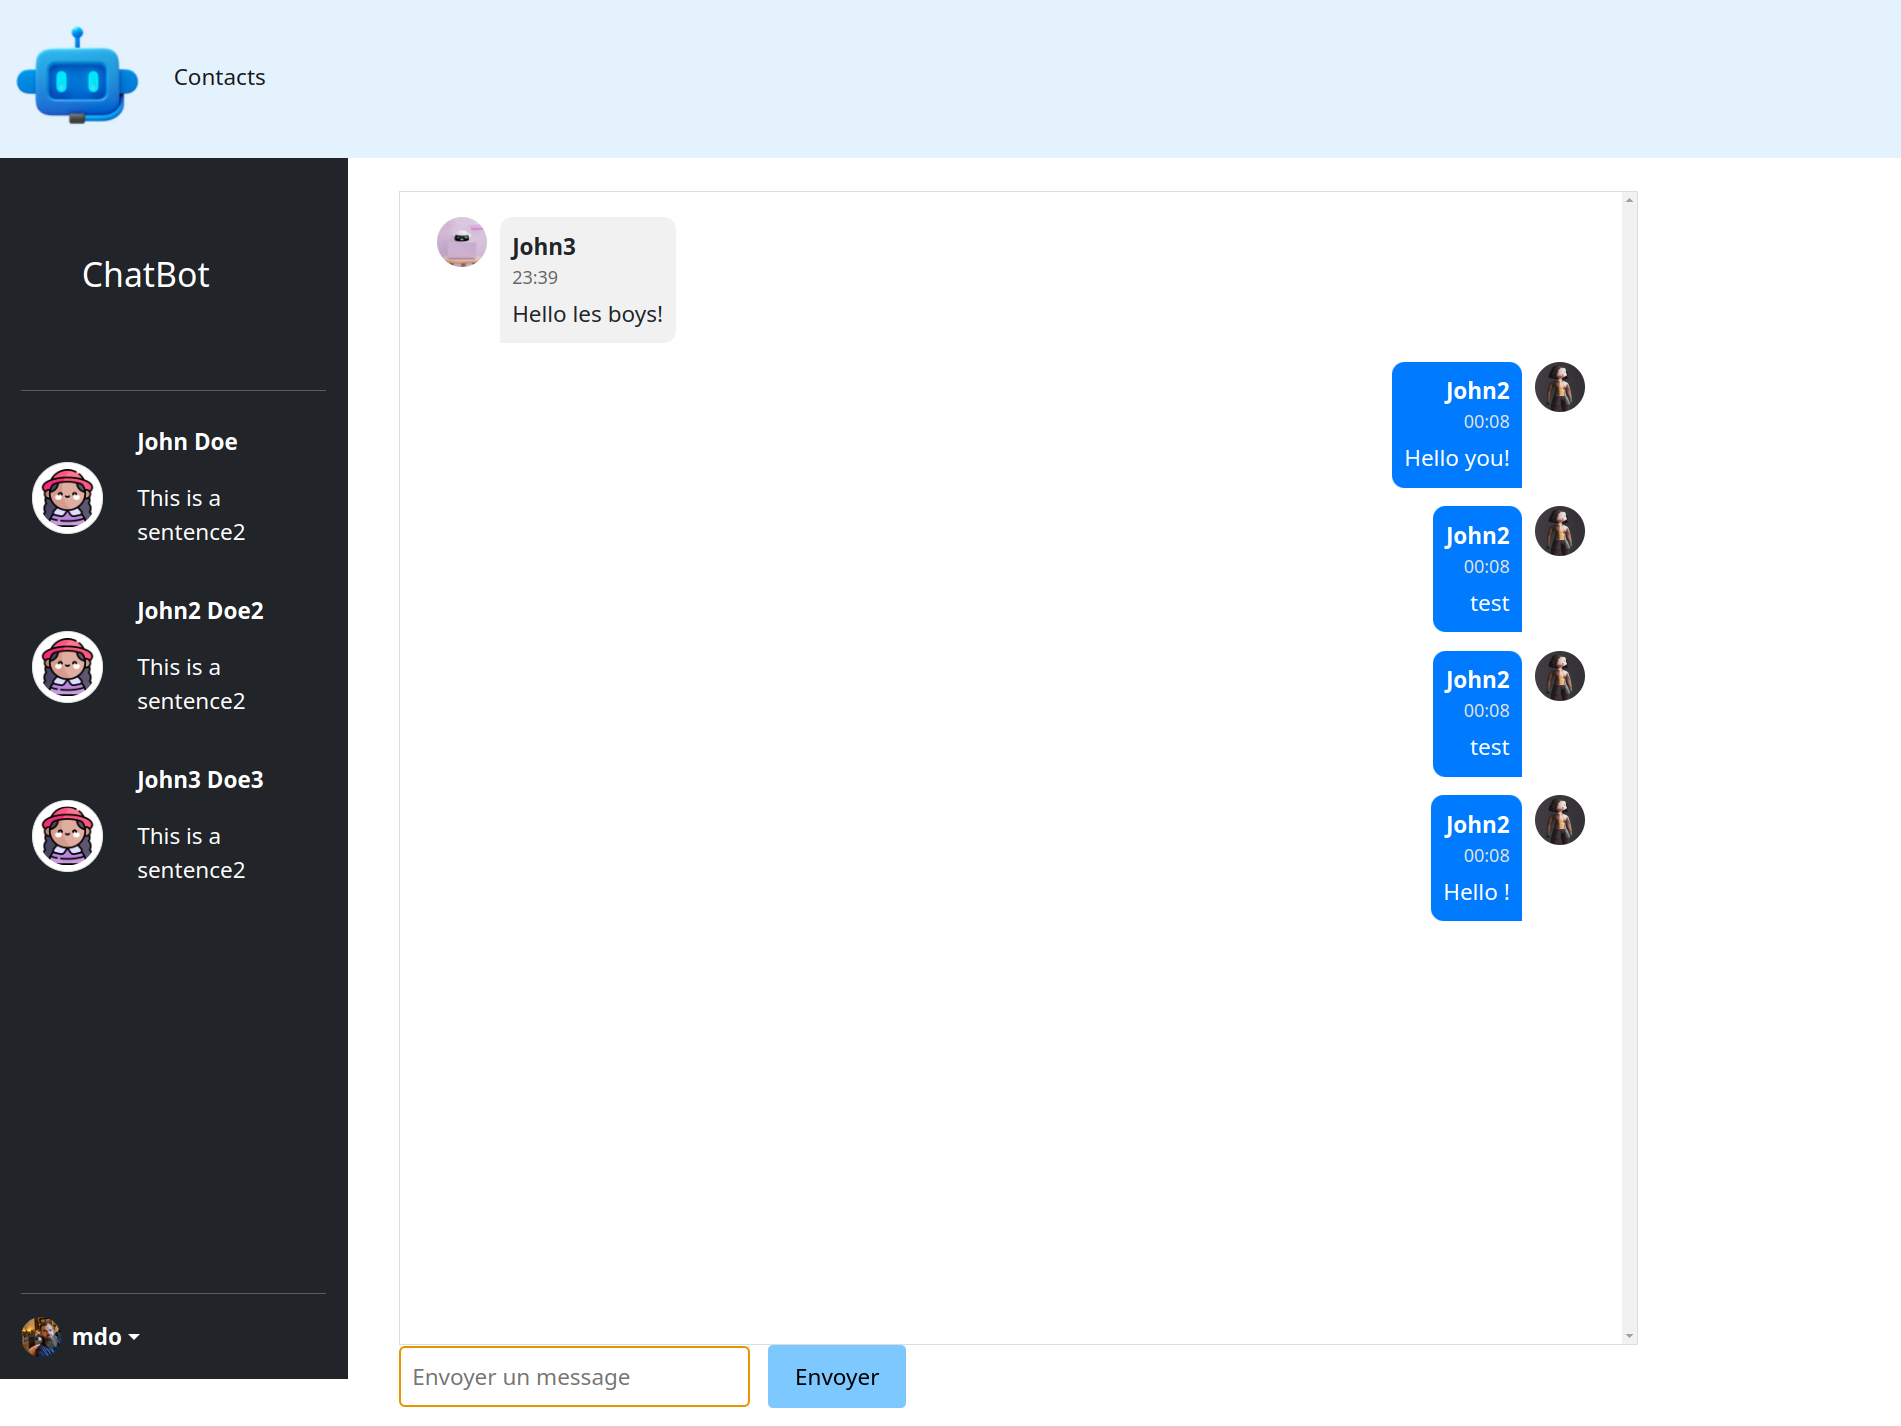 Contacts
ChatBot
John Doe
This is a
sentence2
John2 Doe2
This is a
sentence2
John3 Doe3
This is a
sentence2
mdo
John3
23:39
Hello les boys!
John2
00:08
Hello you!
John2
00:08
test
John2
00:08
test
John2
00:08
Hello !
Envoyer un message
Envoyer